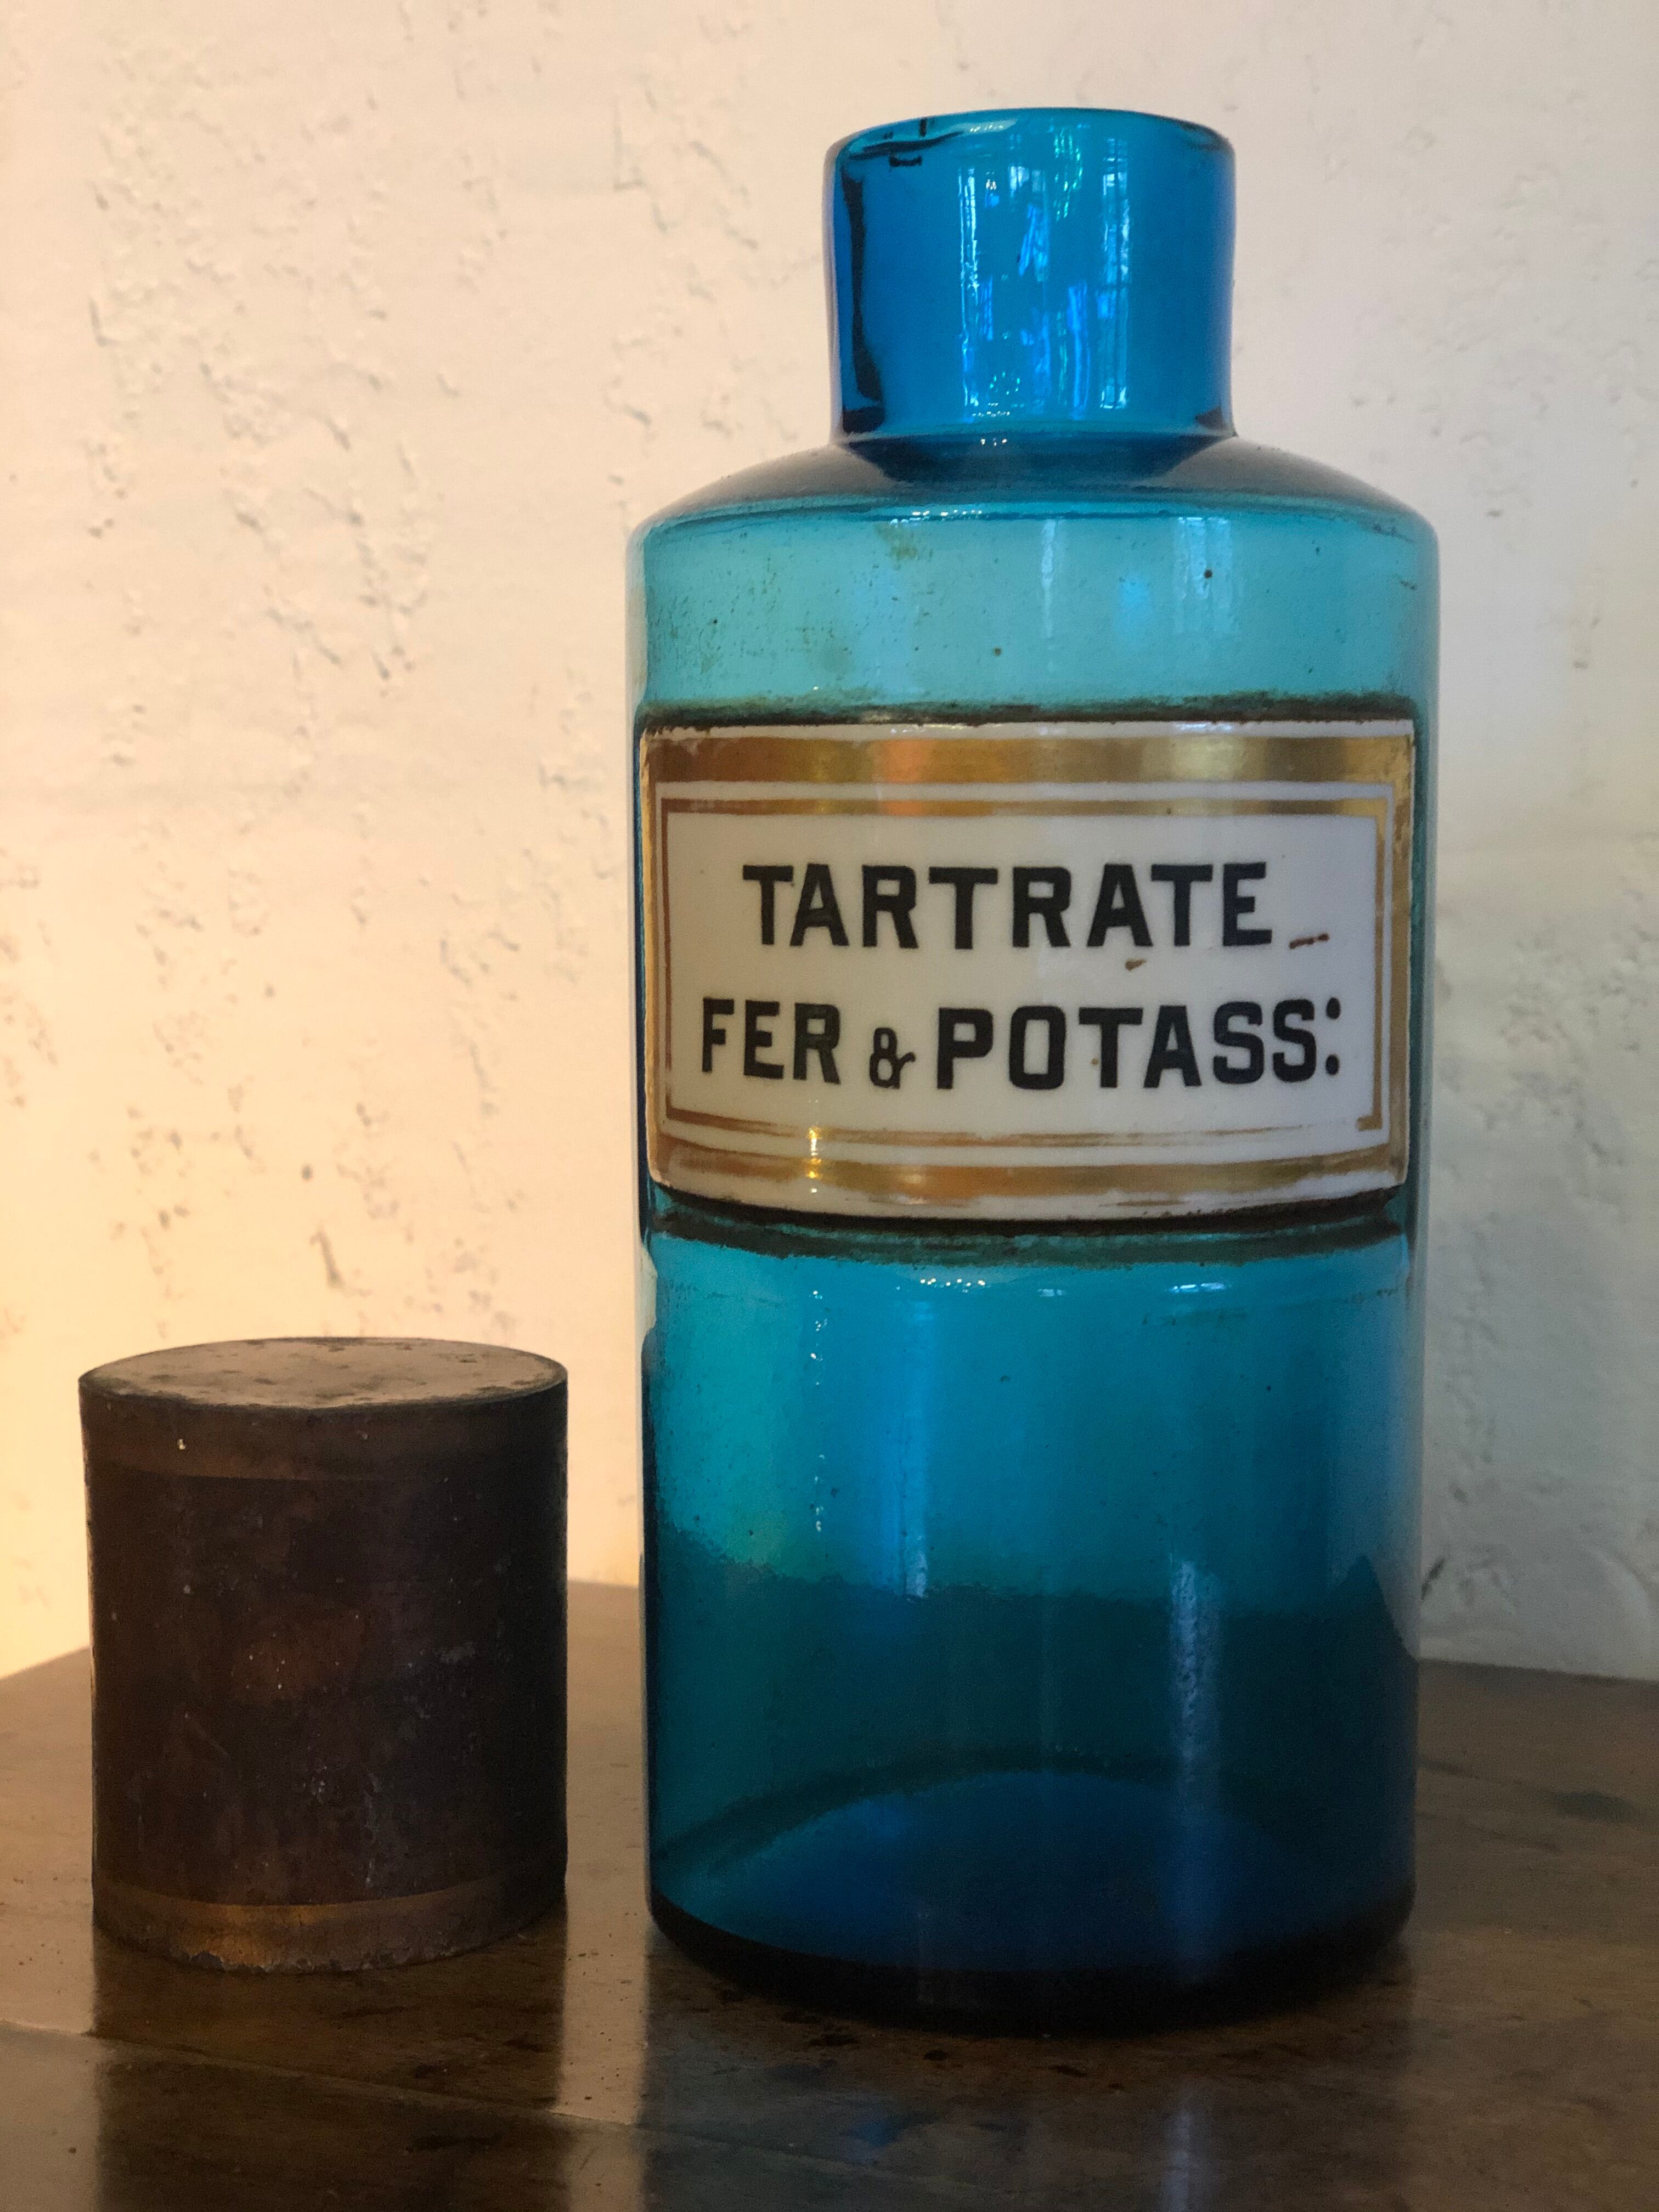 TARTRATE
FER & POTASS: